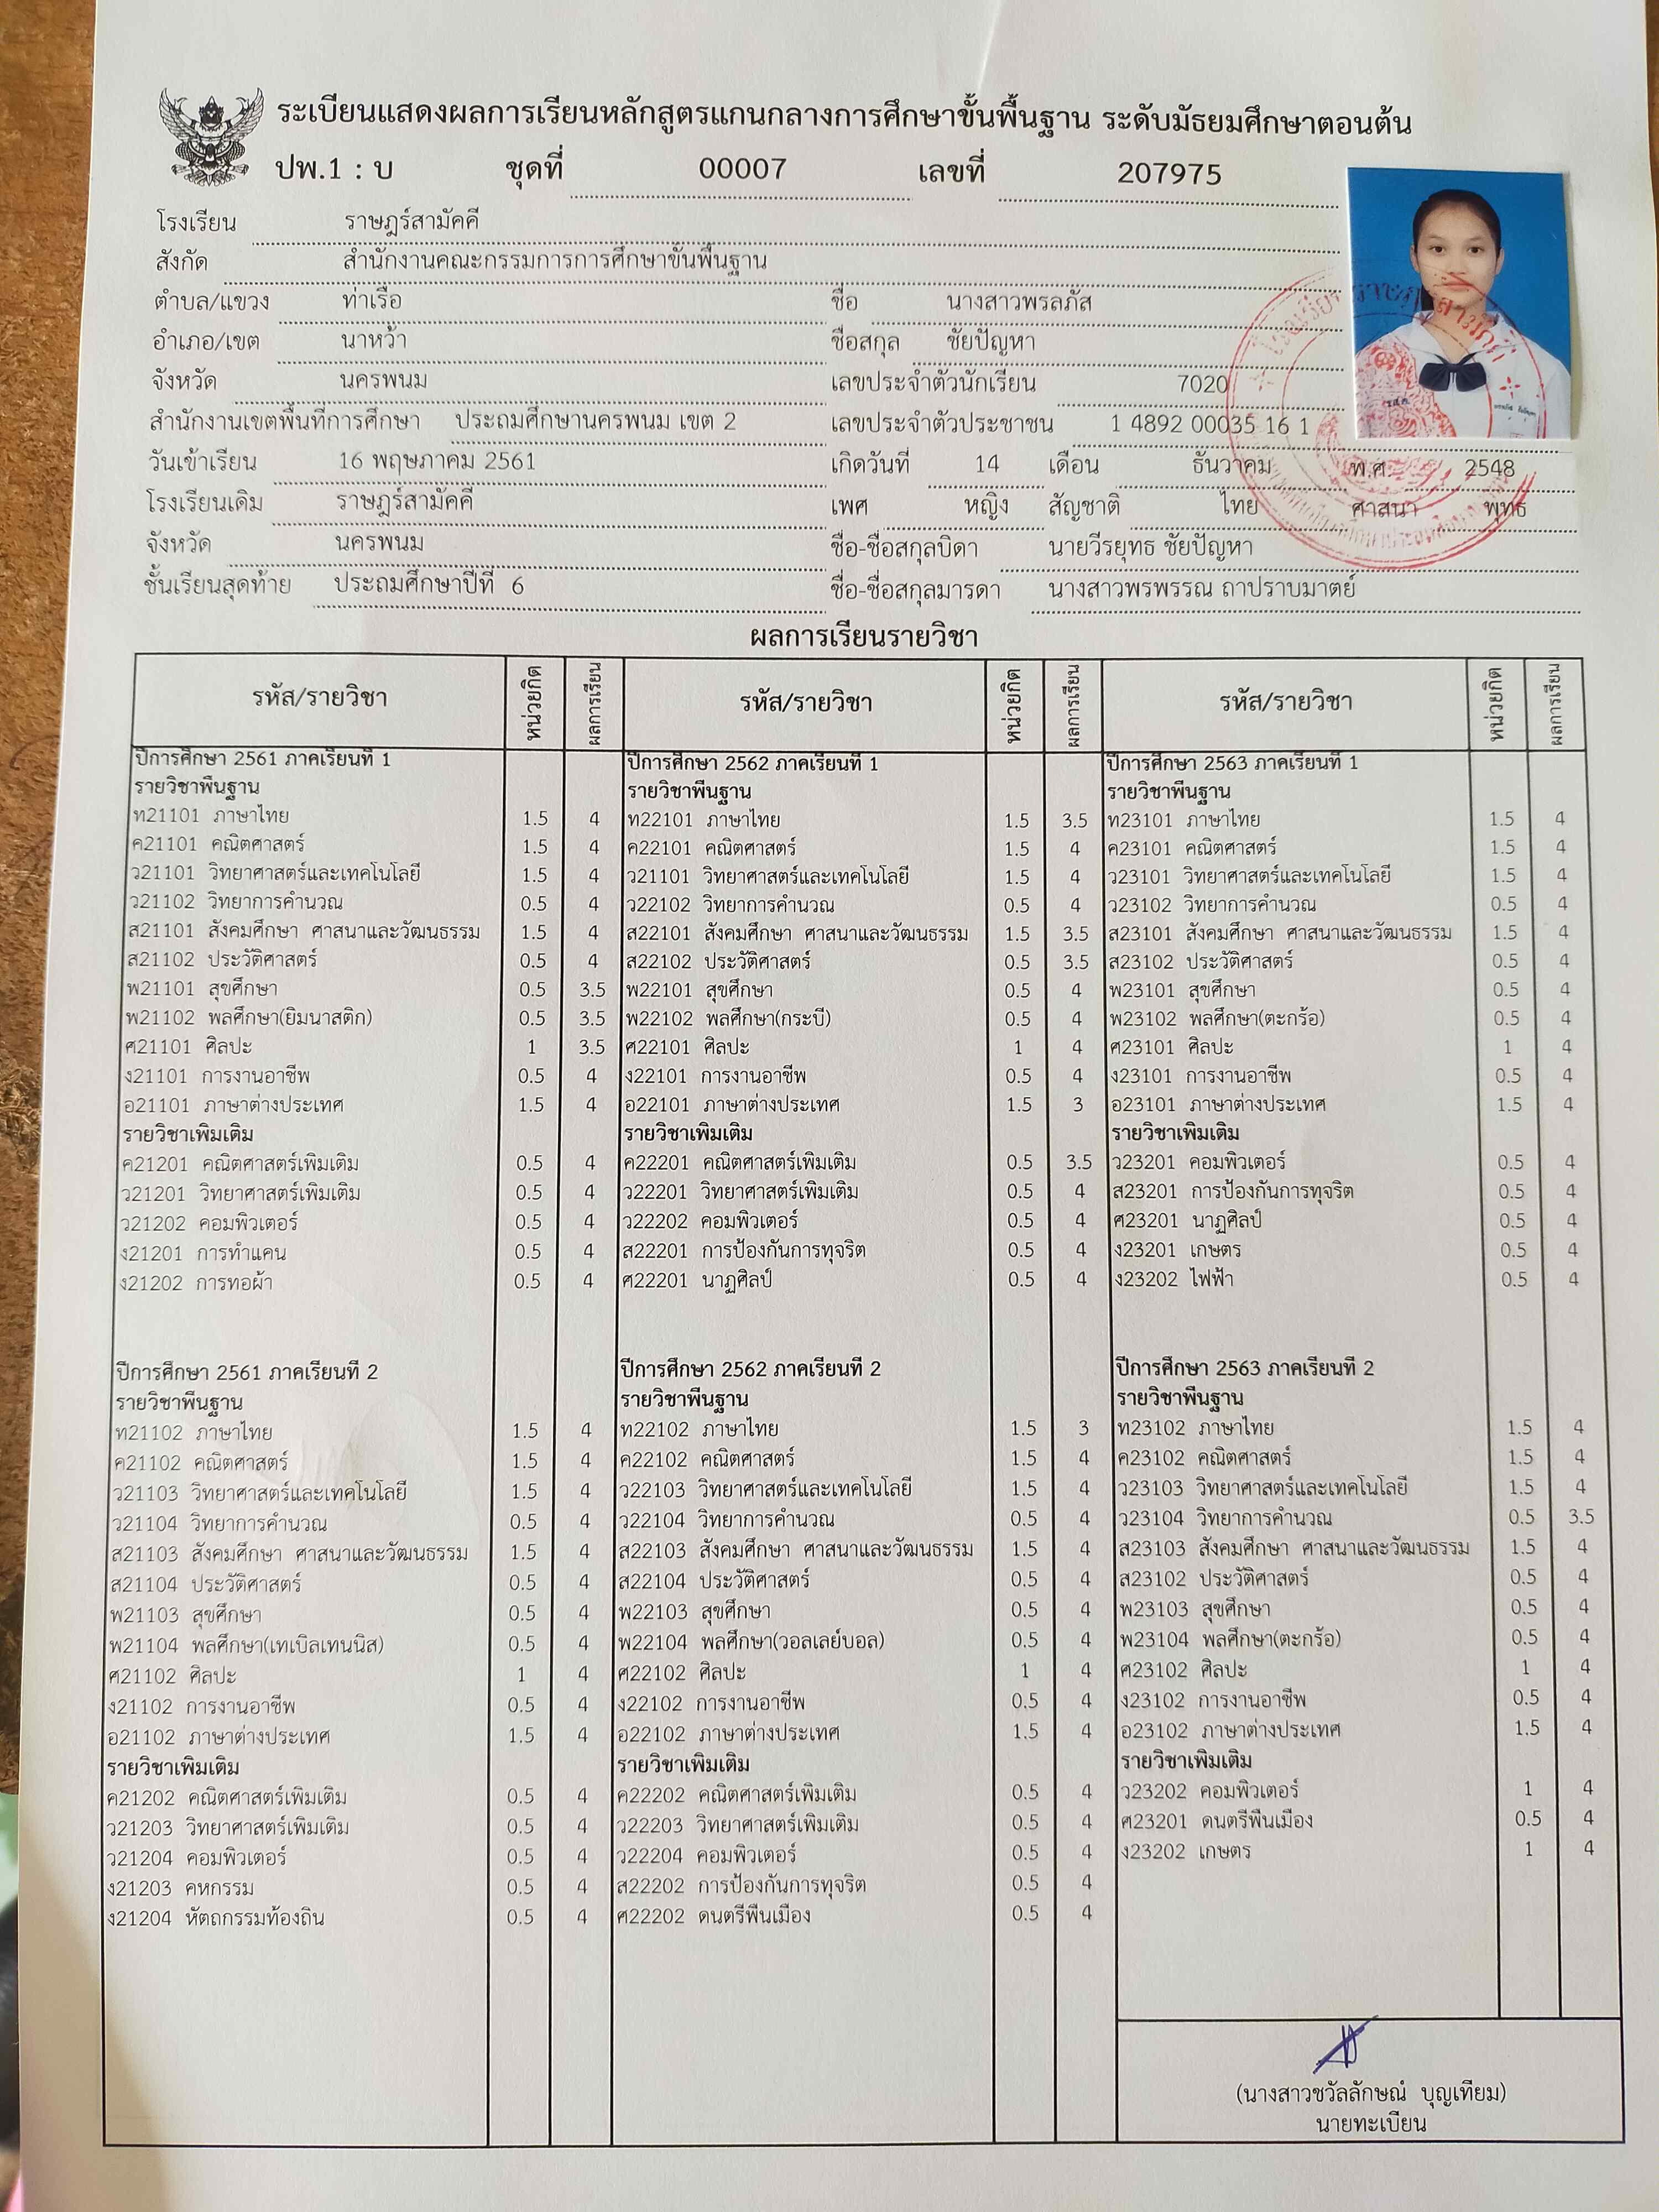 ระเบียนแสดงผลการเรียนหลักสูตรแกนกลางการศึกษาขั้นพื้นฐาน ระดับมัธยมศึกษาตอนต้น
ปพ.1 : บ ชุดที่ 00007 เลขที่ 207975
โรงเรียน ราษฎร์สามัคคี
สังกัด สำนักงานคณะกรรมการการศึกษาขั้นพื้นฐาน
ตำบล/แขวง ท่าเรือ
อำเภอ/เขต นาหว้า
จังหวัด นครพนม
สำนักงานเขตพื้นที่การศึกษา ประถมศึกษานครพนม เขต 2
วันเข้าเรียน 16 พฤษภาคม 2561
โรงเรียนเดิม ราษฎร์สามัคคี
จังหวัด นครพนม
ชั้นเรียนสุดท้าย ประถมศึกษาปีที่ 6
ชื่อ นางสาวพรลภัส
ชื่อสกุล ชัยปัญหา
เลขประจำตัวนักเรียน 7020
เลขประจำตัวประชาชน 1 4892 00035 16 1
เกิดวันที่ 14 เดือน ธันวาคม พ.ศ 2548
เพศ หญิง สัญชาติ ไทย ศาสนา พุทธ
ชื่อ-ชื่อสกุลบิดา นายวีรยุทธ ชัยปัญหา
ชื่อ-ชื่อสกุลมารดา นางสาวพรพรรณ ถาปราบมาตย์
ผลการเรียนรายวิชา
รหัส/รายวิชา หน่วยกิต ผลการเรียน รหัส/รายวิชา หน่วยกิต ผลการเรียน รหัส/รายวิชา หน่วยกิต ผลการเรียน
ปีการศึกษา 2561 ภาคเรียนที่ 1
รายวิชาพื้นฐาน
ท21101 ภาษาไทย 1.5 4
ค21101 คณิตศาสตร์ 1.5 4
ว21101 วิทยาศาสตร์และเทคโนโลยี 1.5 4
ว21102 วิทยาการคำนวณ 0.5 4
ส21101 สังคมศึกษา ศาสนาและวัฒนธรรม 1.5 4
ส21102 ประวัติศาสตร์ 0.5 4
พ21101 สุขศึกษา 0.5 3.5
พ21102 พลศึกษา(ยิมนาสติก) 0.5 3.5
ศ21101 ศิลปะ 1 3.5
ง21101 การงานอาชีพ 0.5 4
อ21101 ภาษาต่างประเทศ 1.5 4
รายวิชาเพิ่มเติม
ค21201 คณิตศาสตร์เพิ่มเติม 0.5 4
ว21201 วิทยาศาสตร์เพิ่มเติม 0.5 4
ว21202 คอมพิวเตอร์ 0.5 4
ง21201 การทำแคน 0.5 4
ง21202 การทอผ้า 0.5 4
ปีการศึกษา 2561 ภาคเรียนที่ 2
รายวิชาพื้นฐาน
ท21102 ภาษาไทย 1.5 4
ค21102 คณิตศาสตร์ 1.5 4
ว21103 วิทยาศาสตร์และเทคโนโลยี 1.5 4
ว21104 วิทยาการคำนวณ 0.5 4
ส21103 สังคมศึกษา ศาสนาและวัฒนธรรม 1.5 4
ส21104 ประวัติศาสตร์ 0.5 4
พ21103 สุขศึกษา 0.5 4
พ21104 พลศึกษา(เทเบิลเทนนิส) 0.5 4
ศ21102 ศิลปะ 1 4
ง21102 การงานอาชีพ 0.5 4
อ21102 ภาษาต่างประเทศ 1.5 4
รายวิชาเพิ่มเติม
ค21202 คณิตศาสตร์เพิ่มเติม 0.5 4
ว21203 วิทยาศาสตร์เพิ่มเติม 0.5 4
ว21204 คอมพิวเตอร์ 0.5 4
ง21203 คหกรรม 0.5 4
ง21204 หัตถกรรมท้องถิ่น 0.5 4
ปีการศึกษา 2562 ภาคเรียนที่ 1
รายวิชาพื้นฐาน
ท22101 ภาษาไทย 1.5 3.5
ค22101 คณิตศาสตร์ 1.5 4
ว21101 วิทยาศาสตร์และเทคโนโลยี 1.5 4
ว22102 วิทยาการคำนวณ 0.5 4
ส22101 สังคมศึกษา ศาสนาและวัฒนธรรม 1.5 3.5
ส22102 ประวัติศาสตร์ 0.5 3.5
พ22101 สุขศึกษา 0.5 4
พ22102 พลศึกษา(กระบี่) 0.5 4
ศ22101 ศิลปะ 1 4
ง22101 การงานอาชีพ 0.5 4
อ22101 ภาษาต่างประเทศ 1.5 3
รายวิชาเพิ่มเติม
ค22201 คณิตศาสตร์เพิ่มเติม 0.5 3.5
ว22201 วิทยาศาสตร์เพิ่มเติม 0.5 4
ว22202 คอมพิวเตอร์ 0.5 4
ส22201 การป้องกันการทุจริต 0.5 4
ศ22201 นาฏศิลป์ 0.5 4
ปีการศึกษา 2562 ภาคเรียนที่ 2
รายวิชาพื้นฐาน
ท22102 ภาษาไทย 1.5 3
ค22102 คณิตศาสตร์ 1.5 4
ว22103 วิทยาศาสตร์และเทคโนโลยี 1.5 4
ว22104 วิทยาการคำนวณ 0.5 4
ส22103 สังคมศึกษา ศาสนาและวัฒนธรรม 1.5 4
ส22104 ประวัติศาสตร์ 0.5 4
พ22103 สุขศึกษา 0.5 4
พ22104 พลศึกษา(วอลเลย์บอล) 0.5 4
ศ22102 ศิลปะ 1 4
ง22102 การงานอาชีพ 0.5 4
อ22102 ภาษาต่างประเทศ 1.5 4
รายวิชาเพิ่มเติม
ค22202 คณิตศาสตร์เพิ่มเติม 0.5 4
ว22203 วิทยาศาสตร์เพิ่มเติม 0.5 4
ว22204 คอมพิวเตอร์ 0.5 4
ส22202 การป้องกันการทุจริต 0.5 4
ศ22202 ดนตรีพื้นเมือง 0.5 4
ปีการศึกษา 2563 ภาคเรียนที่ 1
รายวิชาพื้นฐาน
ท23101 ภาษาไทย 1.5 4
ค23101 คณิตศาสตร์ 1.5 4
ว23101 วิทยาศาสตร์และเทคโนโลยี 1.5 4
ว23102 วิทยาการคำนวณ 0.5 4
ส23101 สังคมศึกษา ศาสนาและวัฒนธรรม 1.5 4
ส23102 ประวัติศาสตร์ 0.5 4
พ23101 สุขศึกษา 0.5 4
พ23102 พลศึกษา(ตะกร้อ) 0.5 4
ศ23101 ศิลปะ 1 4
ง23101 การงานอาชีพ 0.5 4
อ23101 ภาษาต่างประเทศ 1.5 4
รายวิชาเพิ่มเติม
ว23201 คอมพิวเตอร์ 0.5 4
ส23201 การป้องกันการทุจริต 0.5 4
ศ23201 นาฏศิลป์ 0.5 4
ง23201 เกษตร 0.5 4
ง23202 ไฟฟ้า 0.5 4
ปีการศึกษา 2563 ภาคเรียนที่ 2
รายวิชาพื้นฐาน
ท23102 ภาษาไทย 1.5 4
ค23102 คณิตศาสตร์ 1.5 4
ว23103 วิทยาศาสตร์และเทคโนโลยี 1.5 4
ว23104 วิทยาการคำนวณ 0.5 3.5
ส23103 สังคมศึกษา ศาสนาและวัฒนธรรม 1.5 4
ส23102 ประวัติศาสตร์ 0.5 4
พ23103 สุขศึกษา 0.5 4
พ23104 พลศึกษา(ตะกร้อ) 0.5 4
ศ23102 ศิลปะ 1 4
ง23102 การงานอาชีพ 0.5 4
อ23102 ภาษาต่างประเทศ 1.5 4
รายวิชาเพิ่มเติม
ว23202 คอมพิวเตอร์ 1 4
ศ23201 ดนตรีพื้นเมือง 0.5 4
ง23202 เกษตร 1 4
(นางสาวชวัลลักษณ์ บุญเทียม)
นายทะเบียน